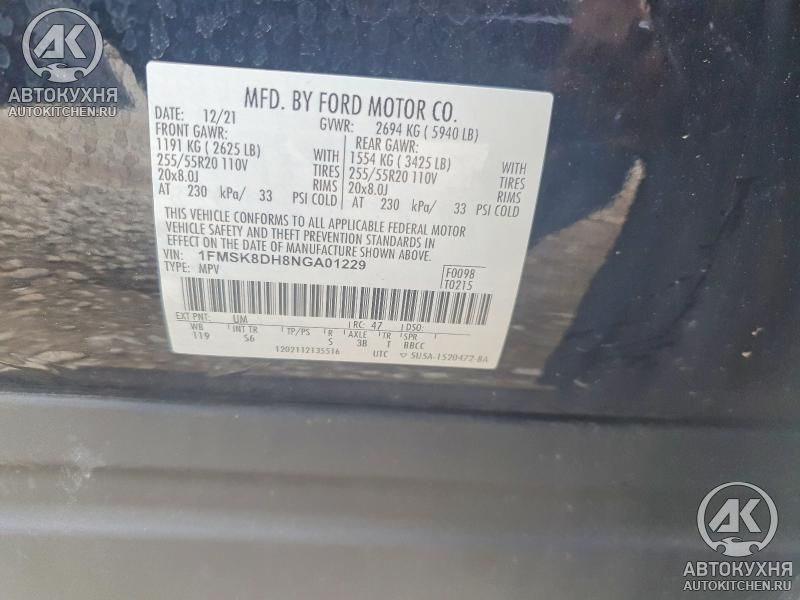 AK
АВТОКУХНЯ
AUTOKITCHEN.RU
MFD. BY FORD MOTOR CO.
DATE: 12/21 GVWR: 2694 KG ( 5940 LB)
FRONT GAWR: REAR GAWR:
1191 KG ( 2625 LB) WITH 1554 KG ( 3425 LB) WITH
255/55R20 110V TIRES 255/55R20 110V TIRES
20x8.0J RIMS 20x8.0J RIMS
AT 230 kPa/ 33 PSI COLD AT 230 kPa/ 33 PSI COLD
THIS VEHICLE CONFORMS TO ALL APPLICABLE FEDERAL MOTOR
VEHICLE SAFETY AND THEFT PREVENTION STANDARDS IN
EFFECT ON THE DATE OF MANUFACTURE SHOWN ABOVE.
VIN: 1FMSK8DH8NGA01229 F0098
TYPE: MPV T0215
EXT PNT: UM RC: 47 DSO:
WB INT TR TP/PS R AXLE TR SPR
119 S6 S 3B T BBCC
1202112135516 UTC ▽ 5U5A-1520472-BA
AK
АВТОКУХНЯ
AUTOKITCHEN.RU